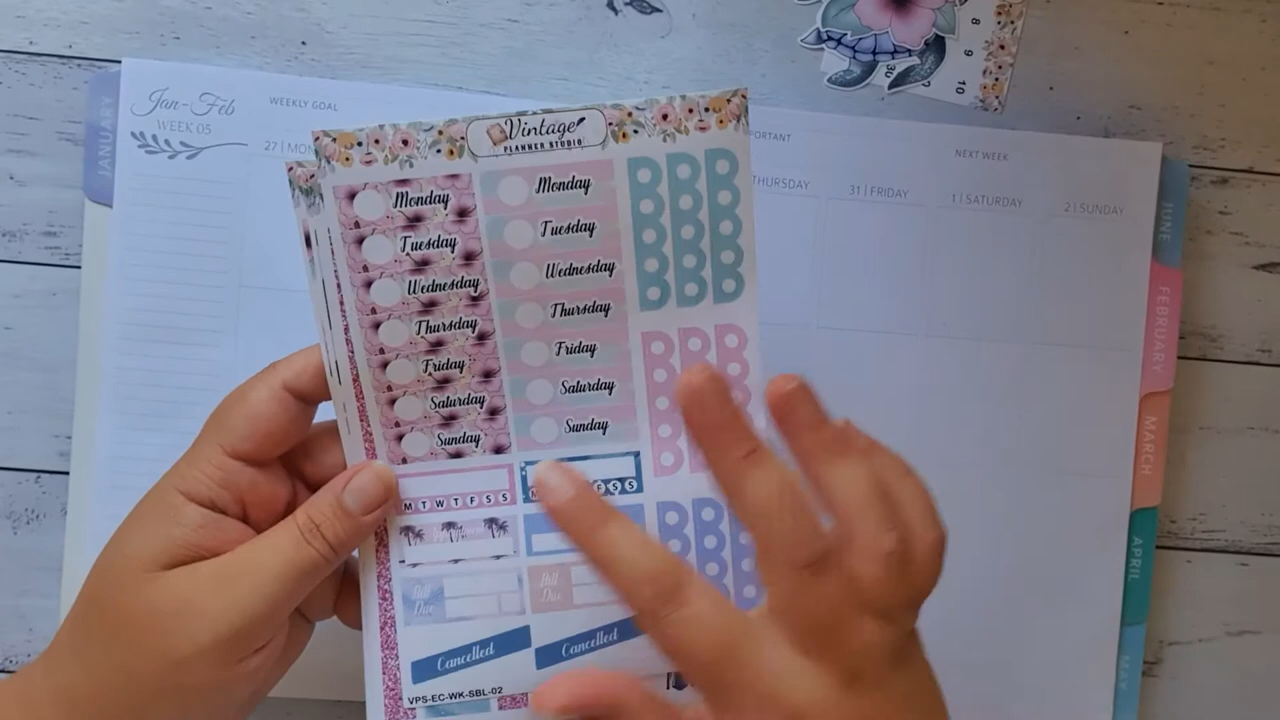 Jan-Feb
WEEK 05
WEEKLY GOAL
27 | MON
NEXT WEEK
THURSDAY
31 | FRIDAY
1 | SATURDAY
2 | SUNDAY
JANUARY
JUNE
FEBRUARY
MARCH
APRIL
MAY
8
9
10
30
Vintage
PLANNER STUDIO
Monday
Tuesday
Wednesday
Thursday
Friday
Saturday
Sunday
Monday
Tuesday
Wednesday
Thursday
Friday
Saturday
Sunday
M T W T F S S
F S S
Bill
Due
Bill
Due
Cancelled
Cancelled
VPS-EC-WK-SBL-02